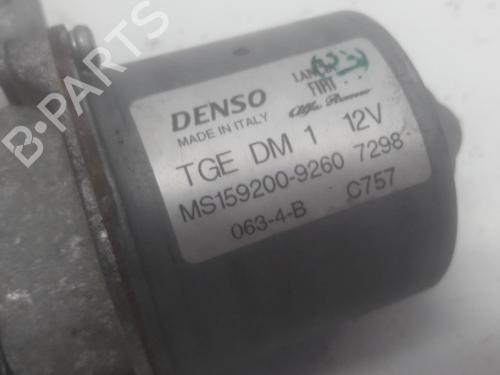 DENSO
MADE IN ITALY
LANCIA
FIAT
Alfa Romeo
TGE DM 1 12V
MS159200-9260 7298
063-4-B C757
B-PARTS